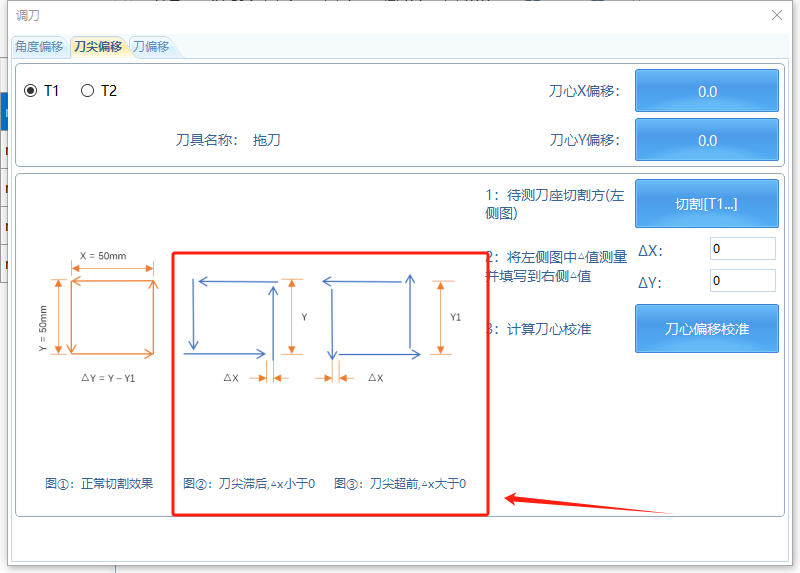 调刀
角度偏移 刀尖偏移 刀偏移
T1 T2
刀心X偏移： 0.0
刀具名称： 拖刀
刀心Y偏移： 0.0
1：待测刀座切割方(左
侧图)
切割[T1...]
2：将左侧图中△值测量
并填写到右侧△值
ΔX: 0
ΔY: 0
3：计算刀心校准
刀心偏移校准
X = 50mm
Y = 50mm
△Y = Y – Y1
Y
△X
Y1
△X
图①：正常切割效果
图②：刀尖滞后,△x小于0
图③：刀尖超前,△x大于0